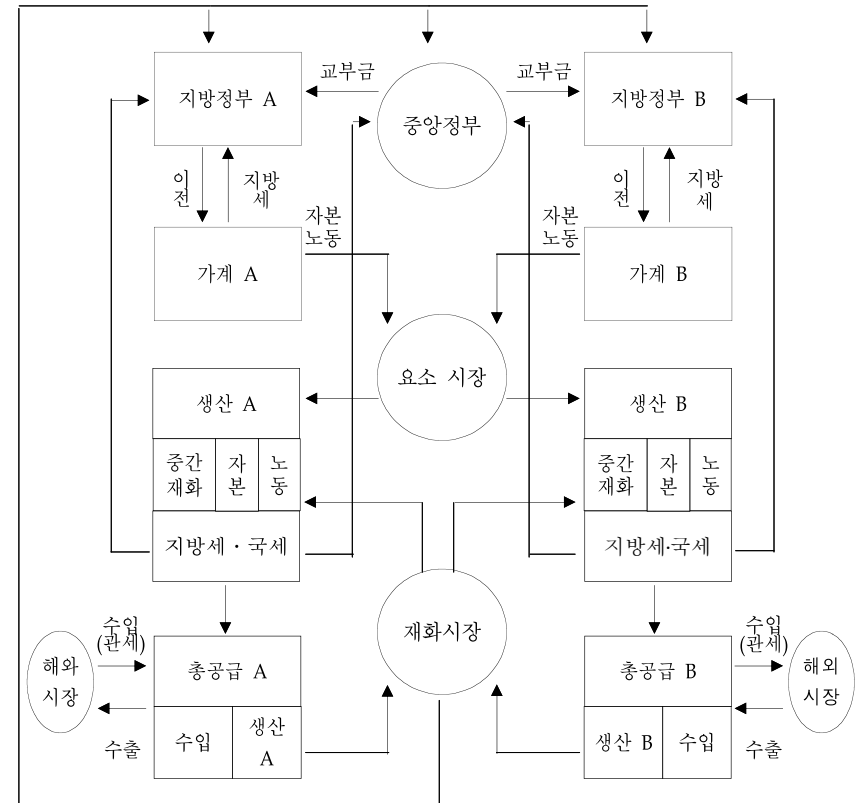 교부금
교부금
지방정부 A
중앙정부
지방정부 B
이
전
지방
세
이
전
지방
세
자본
노동
자본
노동
가계 A
가계 B
요소 시장
생산 A
생산 B
중간
재화
자
본
노
동
중간
재화
자
본
노
동
지방세 · 국세
지방세·국세
재화시장
수입
(관세)
수입
(관세)
해와
시장
총공급 A
총공급 B
해외
시장
수출
수입
생산
A
생산 B
수입
수출